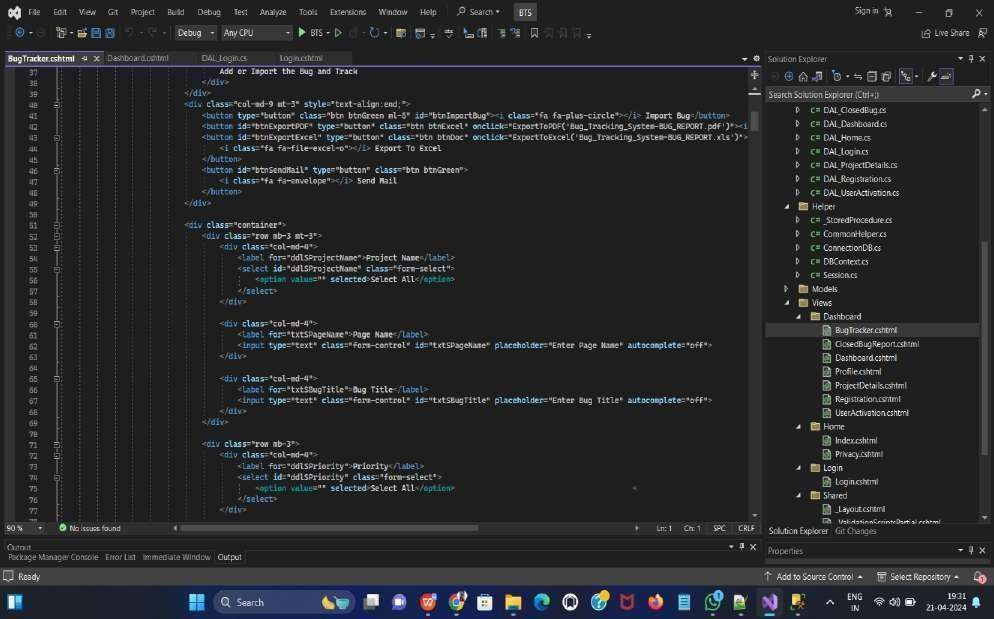 File Edit View Git Project Build Debug Test Analyze Tools Extensions Window Help Search BTS Sign in
Debug Any CPU BTS Live Share
BugTracker.cshtml Dashboard.cshtml DAL_Login.cs Login.cshtml
37 Add or Import the Bug and Track
38 </div>
39 </div>
40 <div class="col-md-9 mt-3" style="text-align:end;">
41 <button type="button" class="btn btnGreen ml-5" id="btnImportBug"><i class="fa fa-plus-circle"></i> Import Bug</button>
42 <button id="btnExportPDF" type="button" class="btn btnExcel" onclick="ExportToPDF('Bug_Tracking_System-BUG_REPORT.pdf')"><i
43 <button id="btnExportExcel" type="button" class="btn btnDoc" onclick="ExportToExcel('Bug_Tracking_System-BUG_REPORT.xls')">
44 <i class="fa fa-file-excel-o"></i> Export To Excel
45 </button>
46 <button id="btnSendMail" type="button" class="btn btnGreen">
47 <i class="fa fa-envelope"></i> Send Mail
48 </button>
49 </div>
50
51 <div class="container">
52 <div class="row mb-3 mt-3">
53 <div class="col-md-4">
54 <label for="ddlSProjectName">Project Name</label>
55 <select id="ddlSProjectName" class="form-select">
56 <option value="" selected>Select All</option>
57 </select>
58 </div>
59
60 <div class="col-md-4">
61 <label for="txtSPageName">Page Name</label>
62 <input type="text" class="form-control" id="txtSPageName" placeholder="Enter Page Name" autocomplete="off">
63 </div>
64
65 <div class="col-md-4">
66 <label for="txtSBugTitle">Bug Title</label>
67 <input type="text" class="form-control" id="txtSBugTitle" placeholder="Enter Bug Title" autocomplete="off">
68 </div>
69 </div>
70
71 <div class="row mb-3">
72 <div class="col-md-4">
73 <label for="ddlSPriority">Priority</label>
74 <select id="ddlSPriority" class="form-select">
75 <option value="" selected>Select All</option>
76 </select>
77 </div>
90 % No issues found Ln: 1 Ch: 1 SPC CRLF
Output
Package Manager Console Error List Immediate Window Output
Solution Explorer
Search Solution Explorer (Ctrl+;)
C# DAL_ClosedBug.cs
C# DAL_Dashboard.cs
C# DAL_Home.cs
C# DAL_Login.cs
C# DAL_ProjectDetails.cs
C# DAL_Registration.cs
C# DAL_UserActivation.cs
Helper
C# _StoredProcedure.cs
C# CommonHelper.cs
C# ConnectionDB.cs
C# DBContext.cs
C# Session.cs
Models
Views
Dashboard
BugTracker.cshtml
ClosedBugReport.cshtml
Dashboard.cshtml
Profile.cshtml
ProjectDetails.cshtml
Registration.cshtml
UserActivation.cshtml
Home
Index.cshtml
Privacy.cshtml
Login
Login.cshtml
Shared
_Layout.cshtml
_ValidationScriptsPartial.cshtml
Solution Explorer Git Changes
Properties
Ready Add to Source Control Select Repository
Search ENG 19:31
IN 21-04-2024